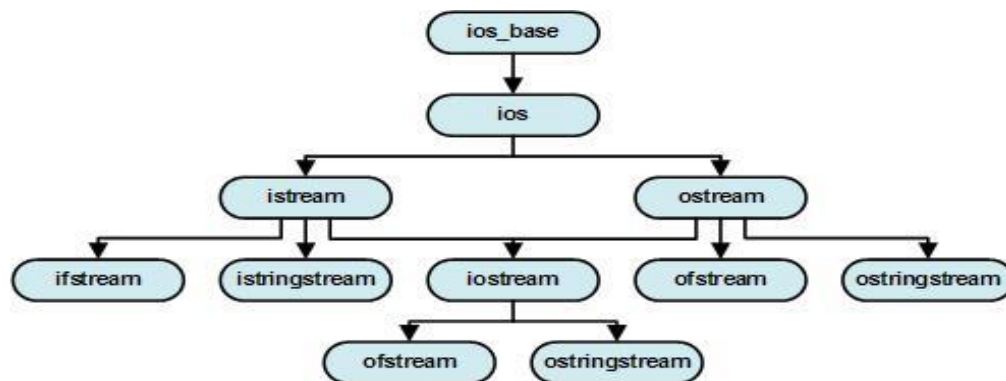 ios_base
ios
istream
ostream
ifstream
istringstream
iostream
ofstream
ostringstream
ofstream
ostringstream